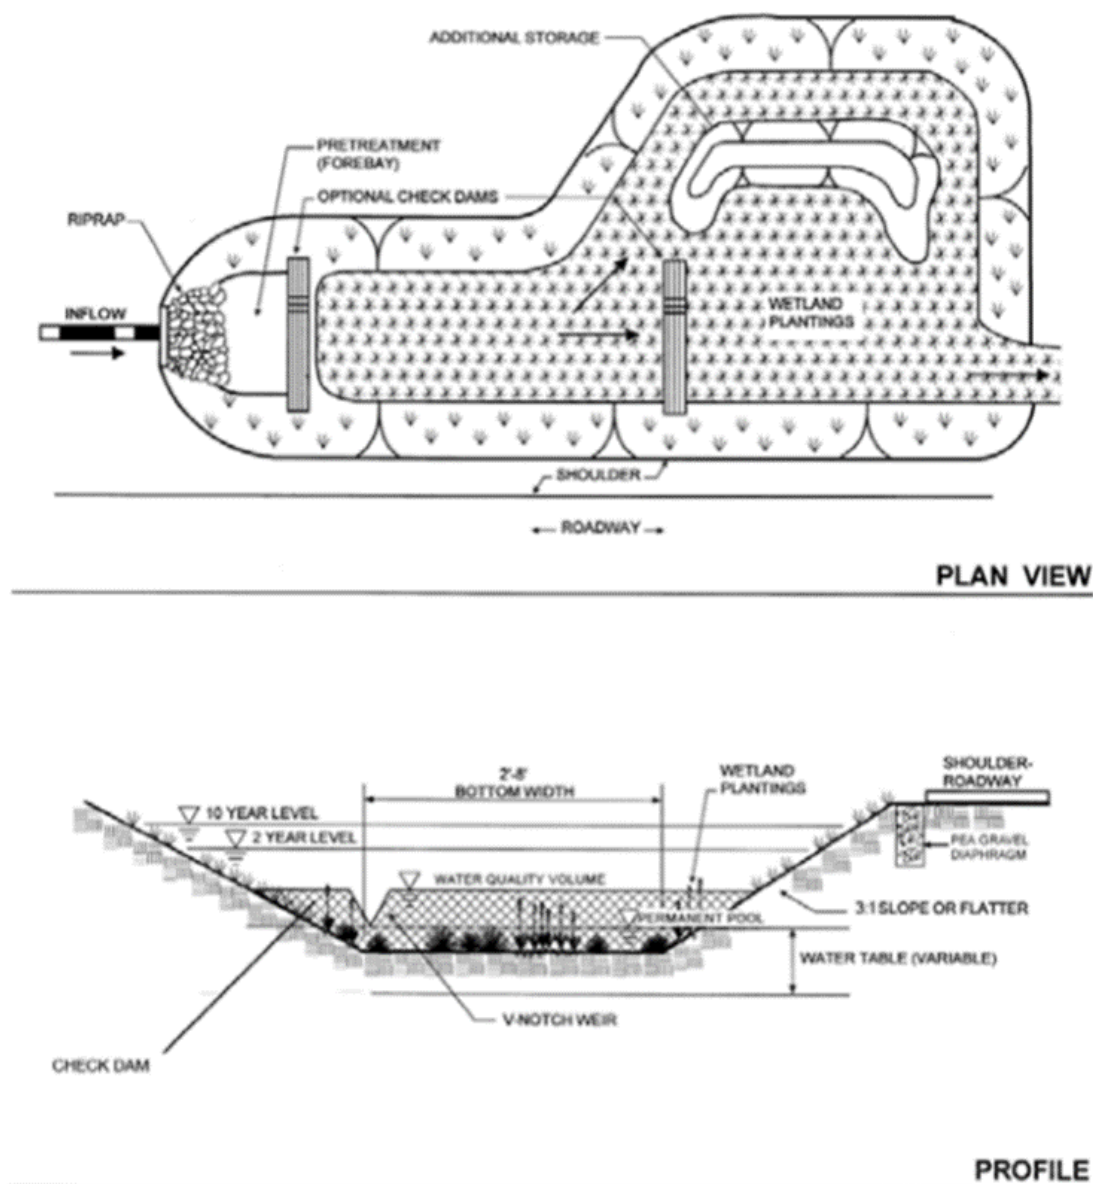 ADDITIONAL STORAGE
PRETREATMENT
(FOREBAY)
OPTIONAL CHECK DAMS
RIPRAP
INFLOW
WETLAND
PLANTINGS
SHOULDER
ROADWAY
PLAN VIEW
2'-8'
BOTTOM WIDTH
WETLAND
PLANTINGS
SHOULDER-
ROADWAY
10 YEAR LEVEL
2 YEAR LEVEL
PEA GRAVEL
DIAPHRAGM
WATER QUALITY VOLUME
3:1 SLOPE OR FLATTER
PERMANENT POOL
WATER TABLE (VARIABLE)
V-NOTCH WEIR
CHECK DAM
PROFILE